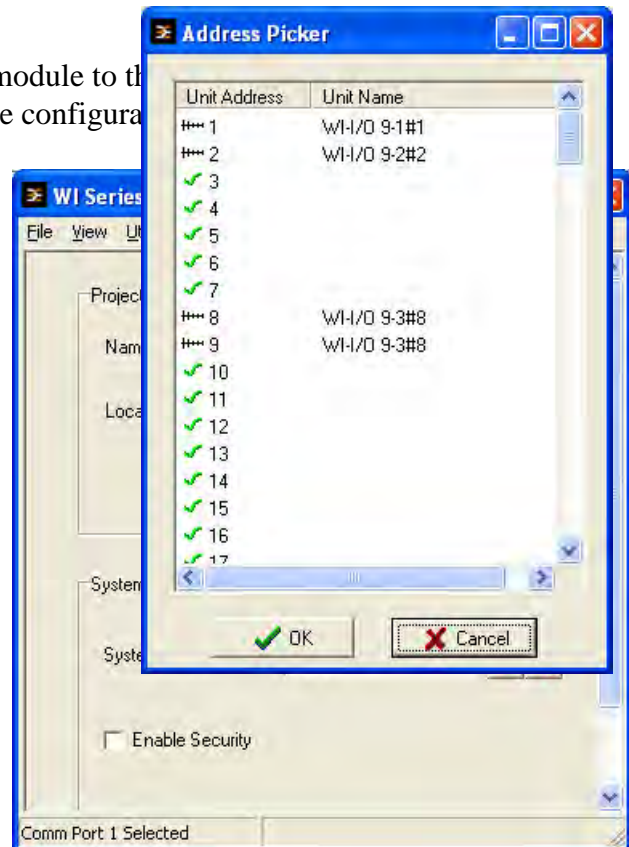 Address Picker
module to th
e configura
Unit Address Unit Name
1 WI-I/O 9-1#1
2 WI-I/O 9-2#2
3
4
5
6
7
8 WI-I/O 9-3#8
9 WI-I/O 9-3#8
10
11
12
13
14
15
16
17
OK Cancel
WI Series
File View Ut
Project
Nam
Loca
System
Syste
Enable Security
Comm Port 1 Selected